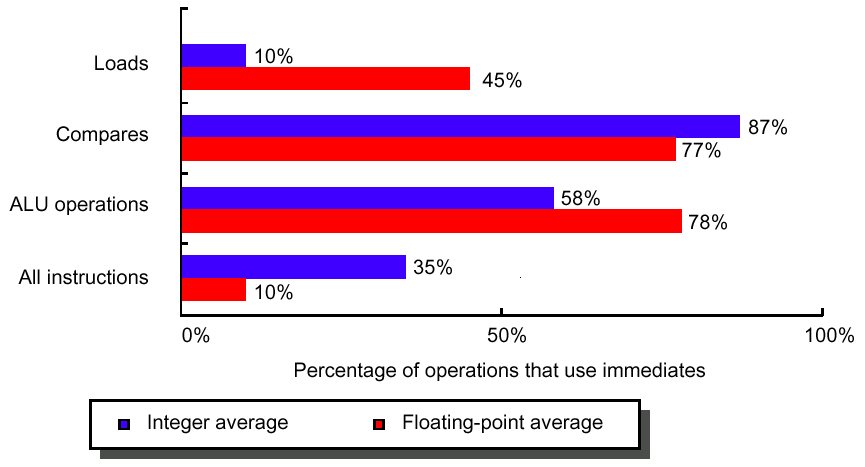 Loads
10%
45%
Compares
87%
77%
ALU operations
58%
78%
All instructions
35%
10%
0%
50%
100%
Percentage of operations that use immediates
Integer average
Floating-point average